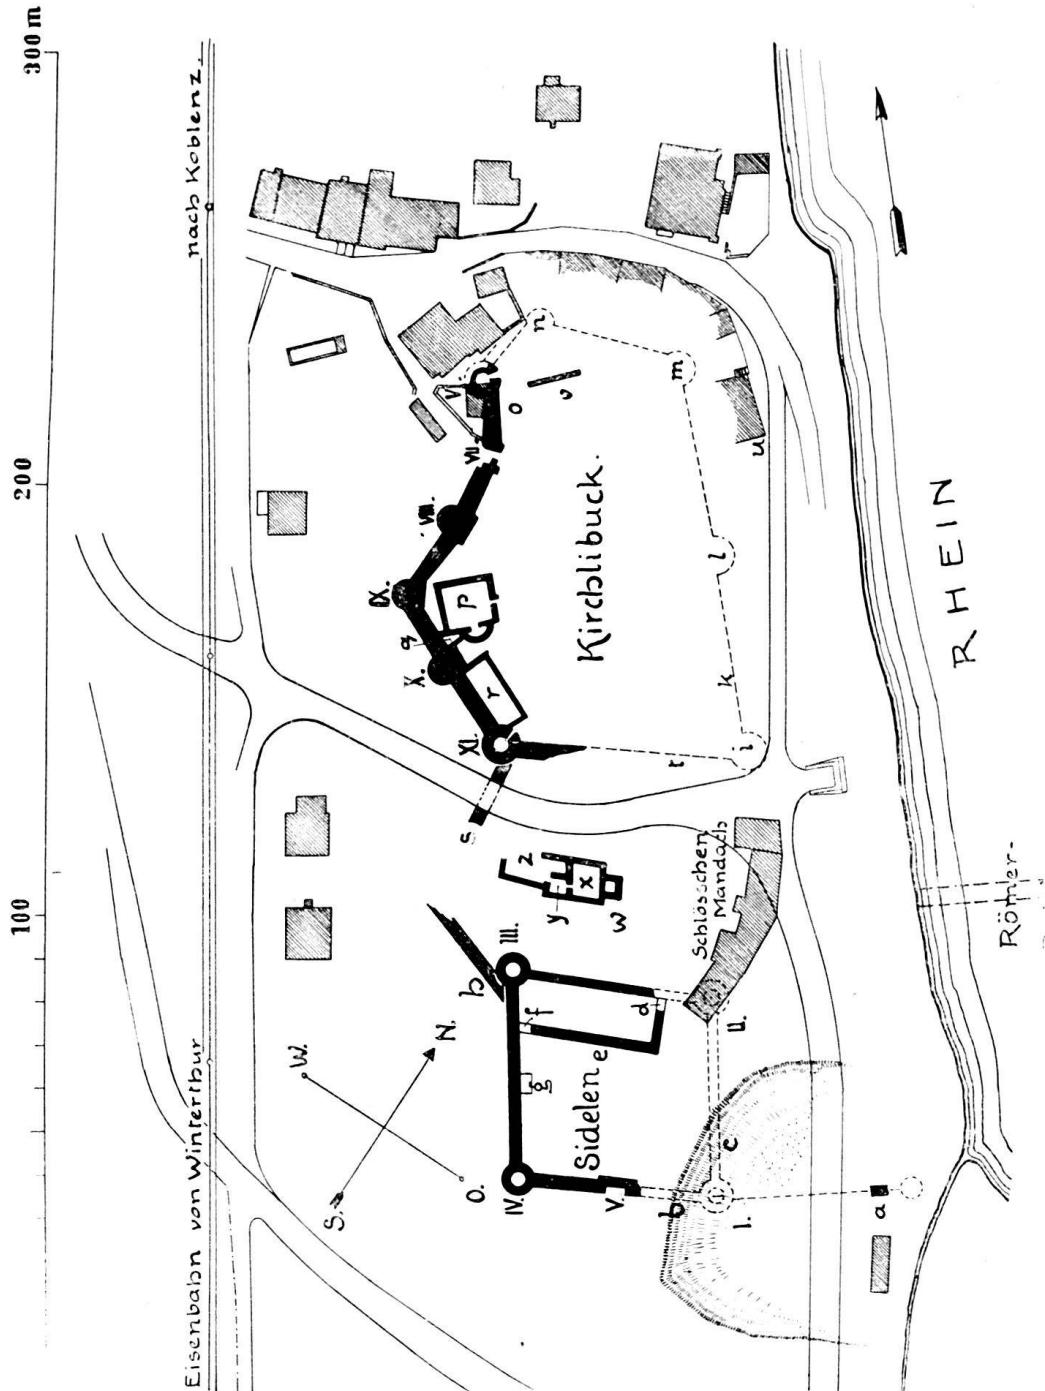 300 m
200
100
nach Koblenz.
Eisenbahn von Winterthur
RHEIN
Römer-
Kirchlibuck.
Sidelen
Schlösschen
Mandach
N.
W.
S.
O.
I.
II.
III.
IV.
V.
VII.
VIII.
IX.
X.
XI.
a
b
b
c
d
e
f
g
h
i
k
l
m
n
o
p
q
r
s
t
u
v
w
x
y
z